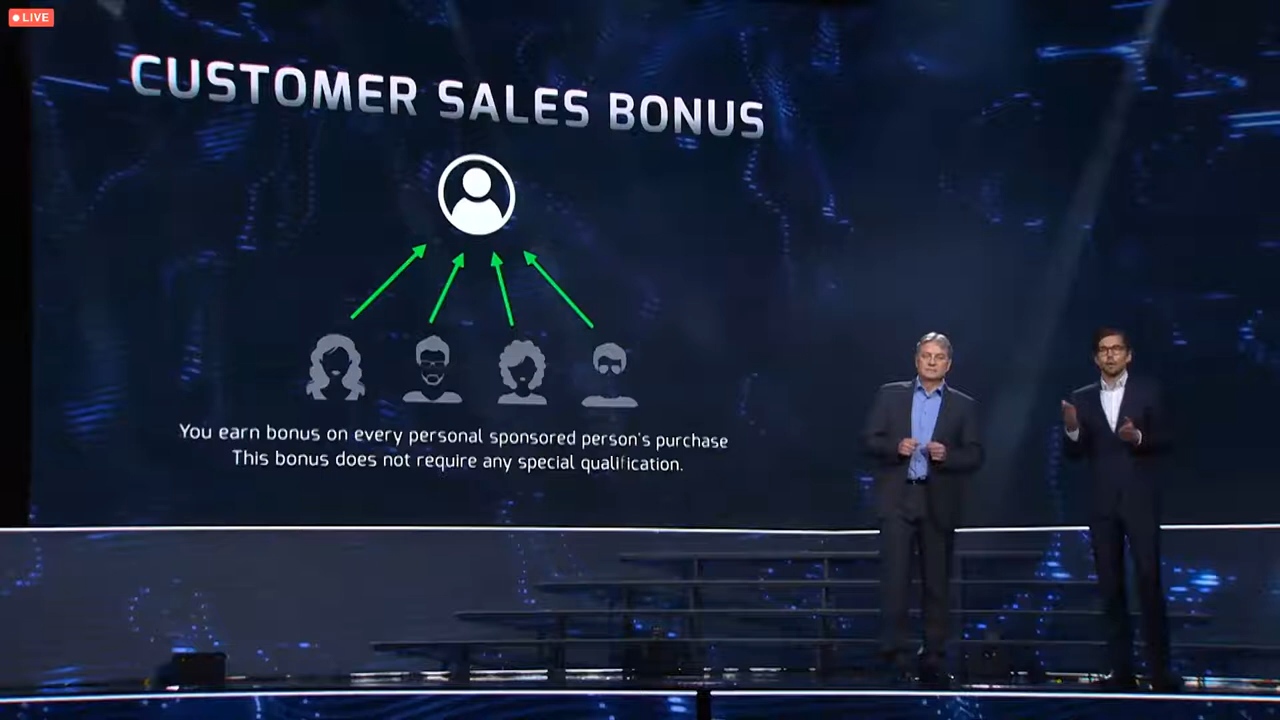 LIVE
CUSTOMER SALES BONUS
You earn bonus on every personal sponsored person's purchase
This bonus does not require any special qualification.